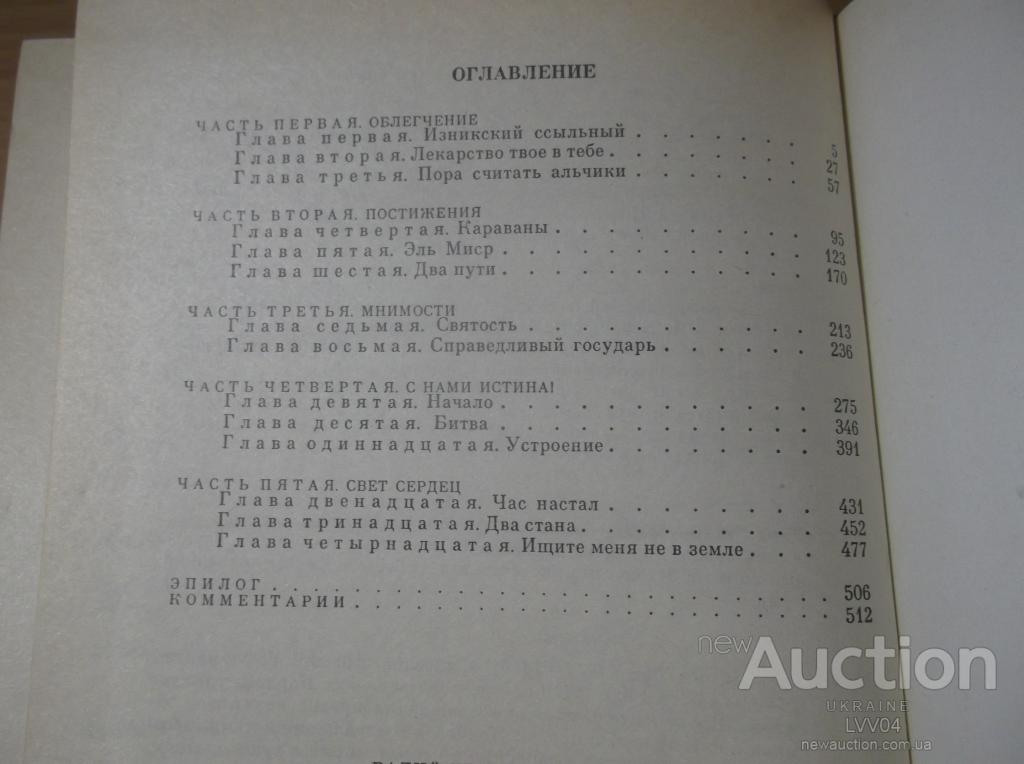 ОГЛАВЛЕНИЕ
ЧАСТЬ ПЕРВАЯ. ОБЛЕГЧЕНИЕ
Глава первая. Изникский ссыльный . . . . . . . 5
Глава вторая. Лекарство твое в тебе . . . . . . . . 27
Глава третья. Пора считать альчики . . . . . . . 57
ЧАСТЬ ВТОРАЯ. ПОСТИЖЕНИЯ
Глава четвертая. Караваны . . . . . . . . . . 95
Глава пятая. Эль Миср . . . . . . . . . . . . 123
Глава шестая. Два пути . . . . . . . . . . . . 170
ЧАСТЬ ТРЕТЬЯ. МНИМОСТИ
Глава седьмая. Святость . . . . . . . . . . . 213
Глава восьмая. Справедливый государь . . . . . . 236
ЧАСТЬ ЧЕТВЕРТАЯ. С НАМИ ИСТИНА!
Глава девятая. Начало . . . . . . . . . . . . 275
Глава десятая. Битва . . . . . . . . . . . . 346
Глава одиннадцатая. Устроение . . . . . . . . 391
ЧАСТЬ ПЯТАЯ. СВЕТ СЕРДЕЦ
Глава двенадцатая. Час настал . . . . . . . . 431
Глава тринадцатая. Два стана . . . . . . . . . 452
Глава четырнадцатая. Ищите меня не в земле . . . 477
ЭПИЛОГ . . . . . . . . . . . . . . . . . . . . 506
КОММЕНТАРИИ . . . . . . . . . . . . . . . . . 512
new Auction
UKRAINE
LVV04
newauction.com.ua